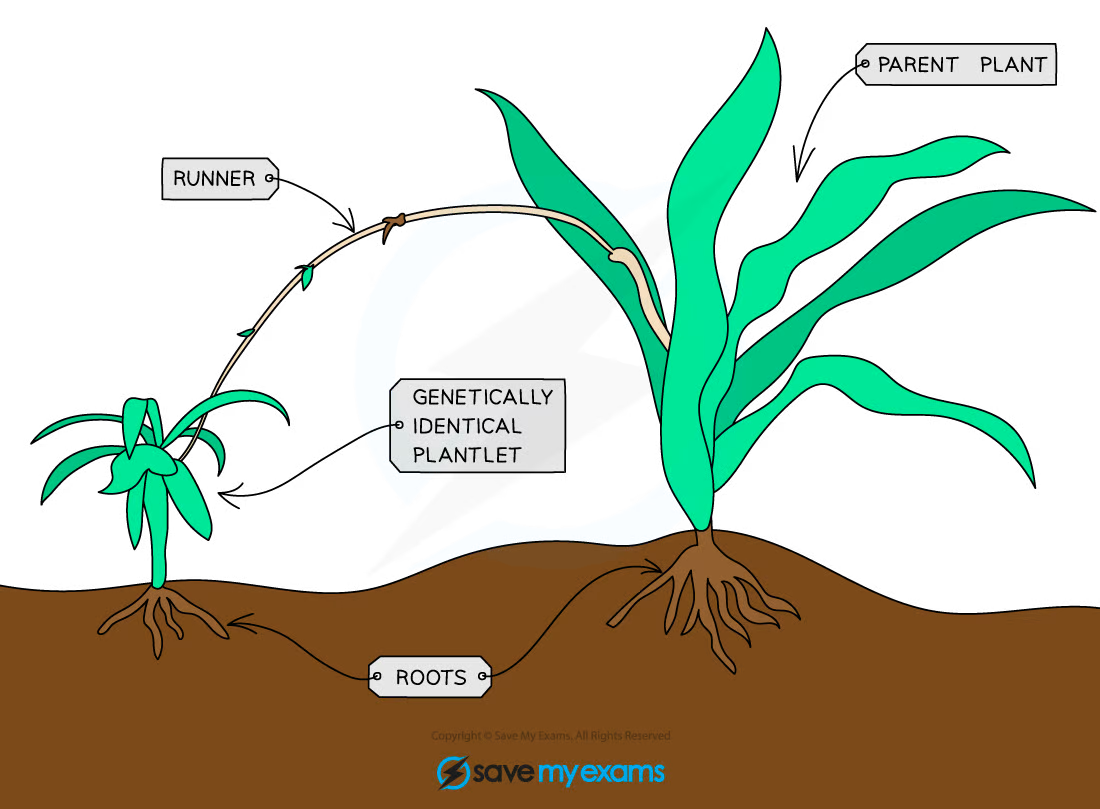 PARENT PLANT
RUNNER
GENETICALLY
IDENTICAL
PLANTLET
ROOTS
Copyright © Save My Exams. All Rights Reserved
save my exams